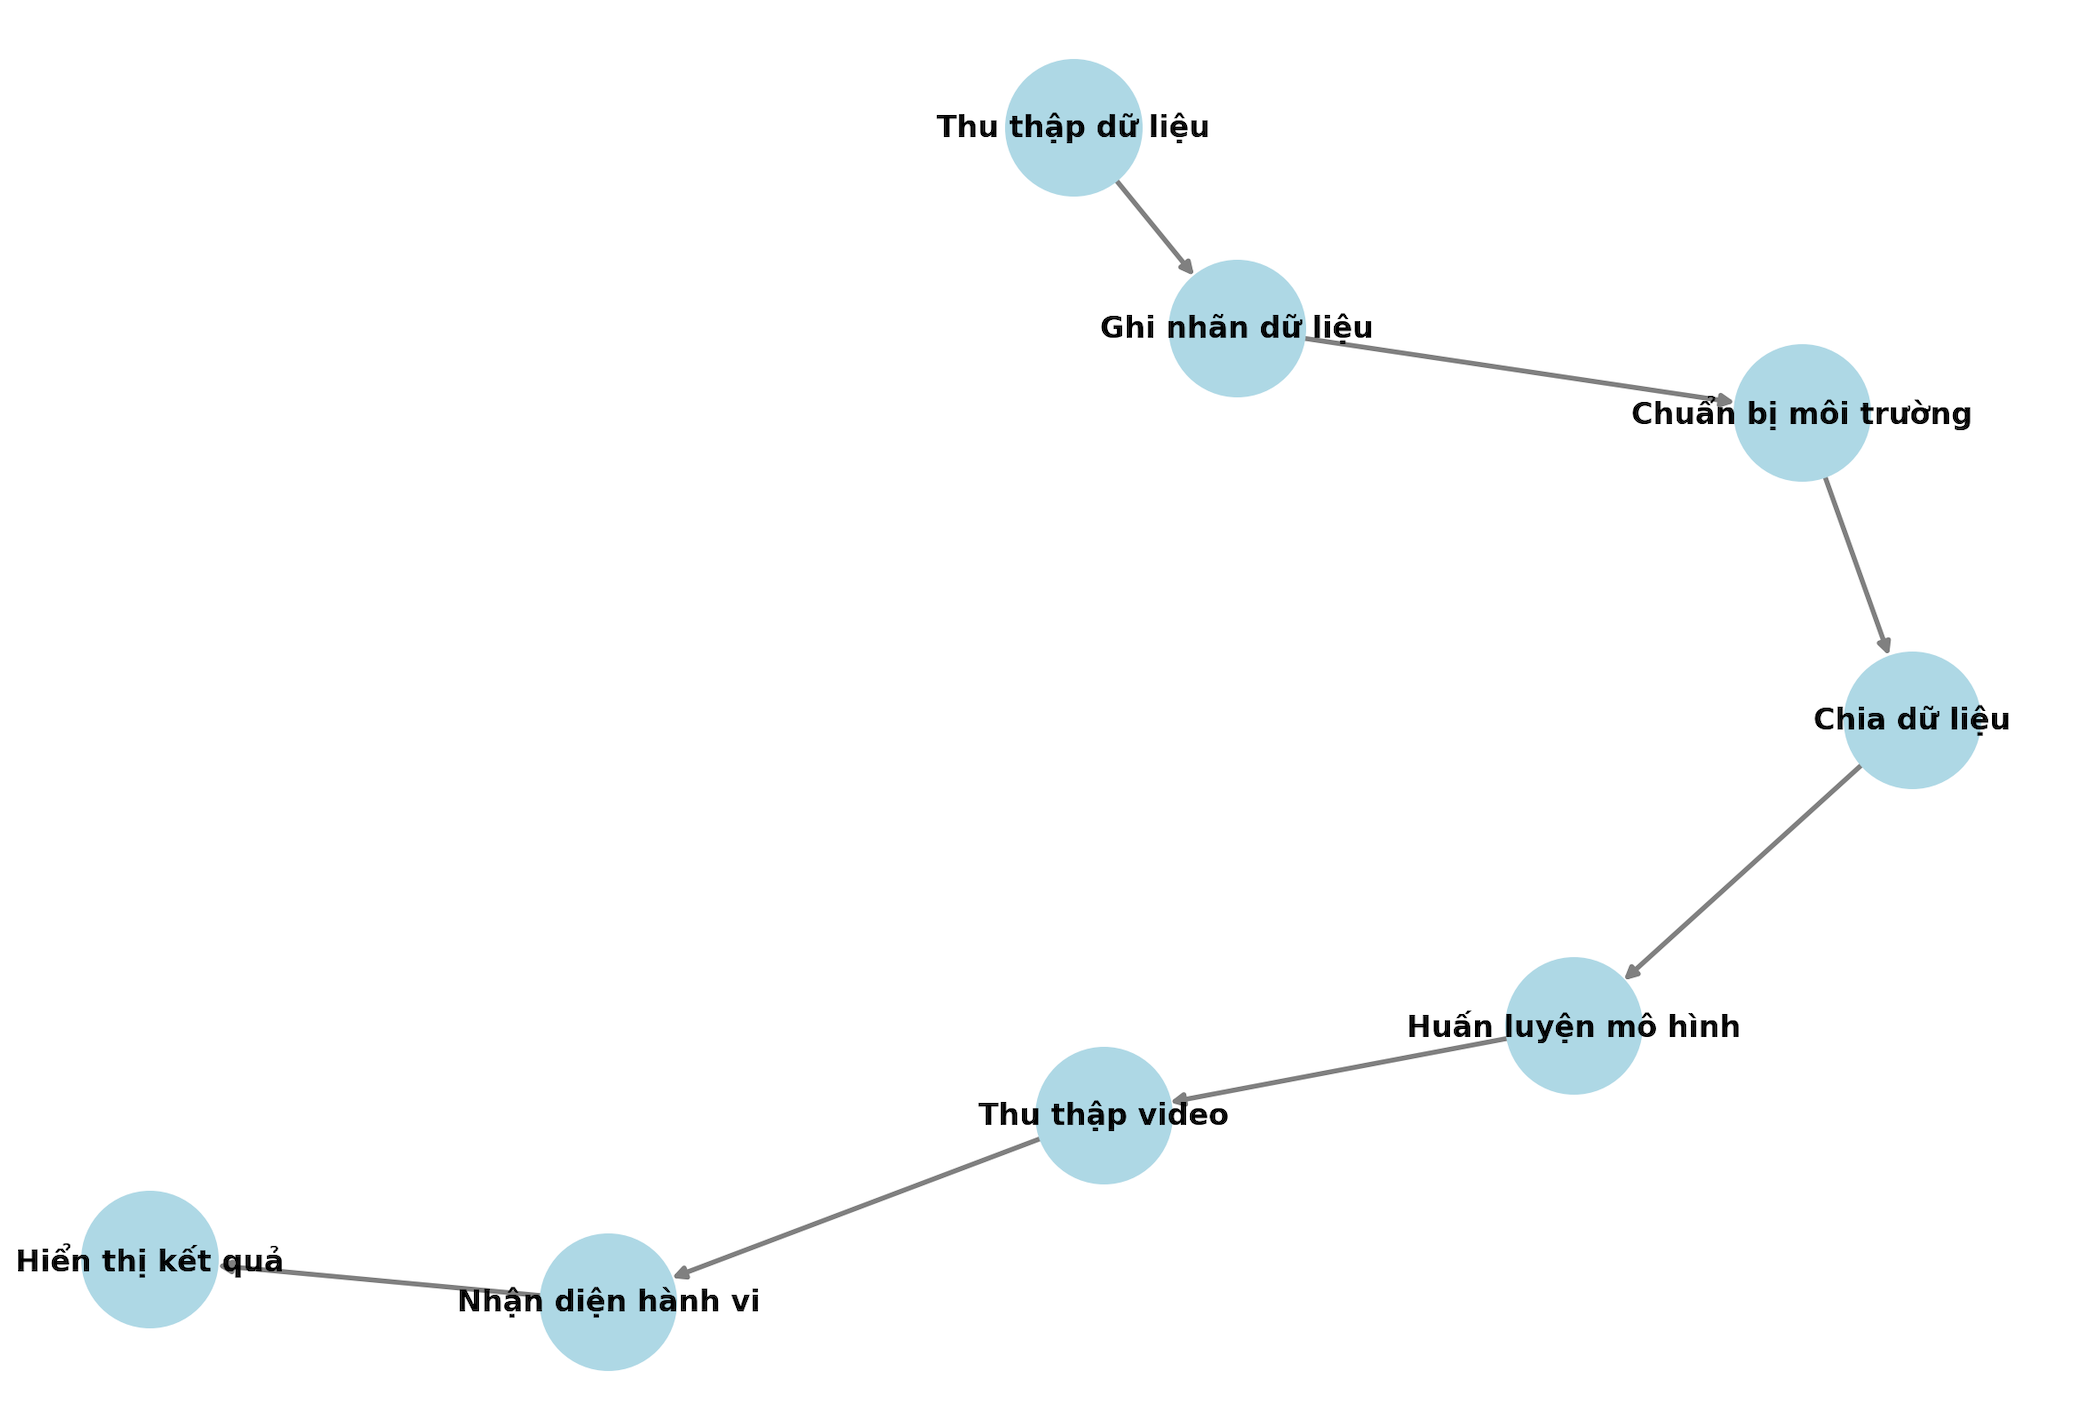 Thu thập dữ liệu
Ghi nhãn dữ liệu
Chuẩn bị môi trường
Chia dữ liệu
Huấn luyện mô hình
Thu thập video
Nhận diện hành vi
Hiển thị kết quả